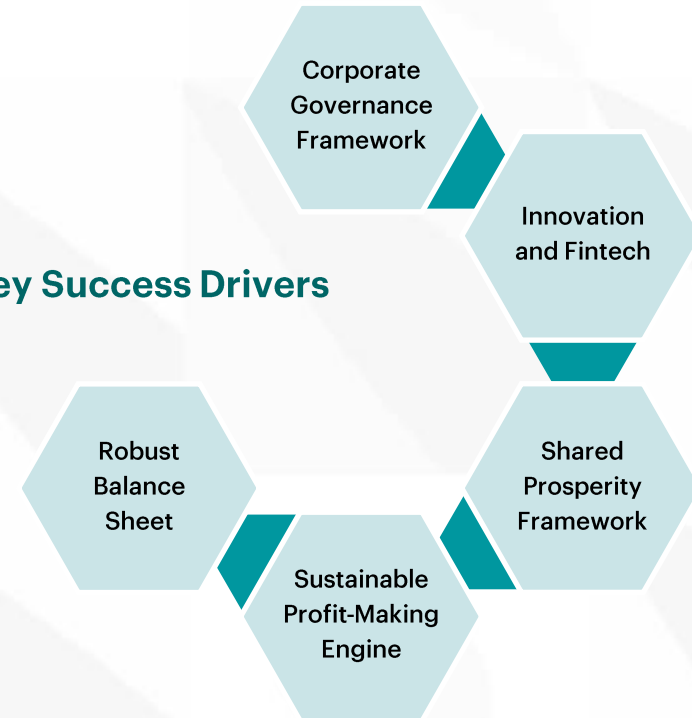 Corporate
Governance
Framework
Innovation
and Fintech
ey Success Drivers
Robust
Balance
Sheet
Shared
Prosperity
Framework
Sustainable
Profit-Making
Engine